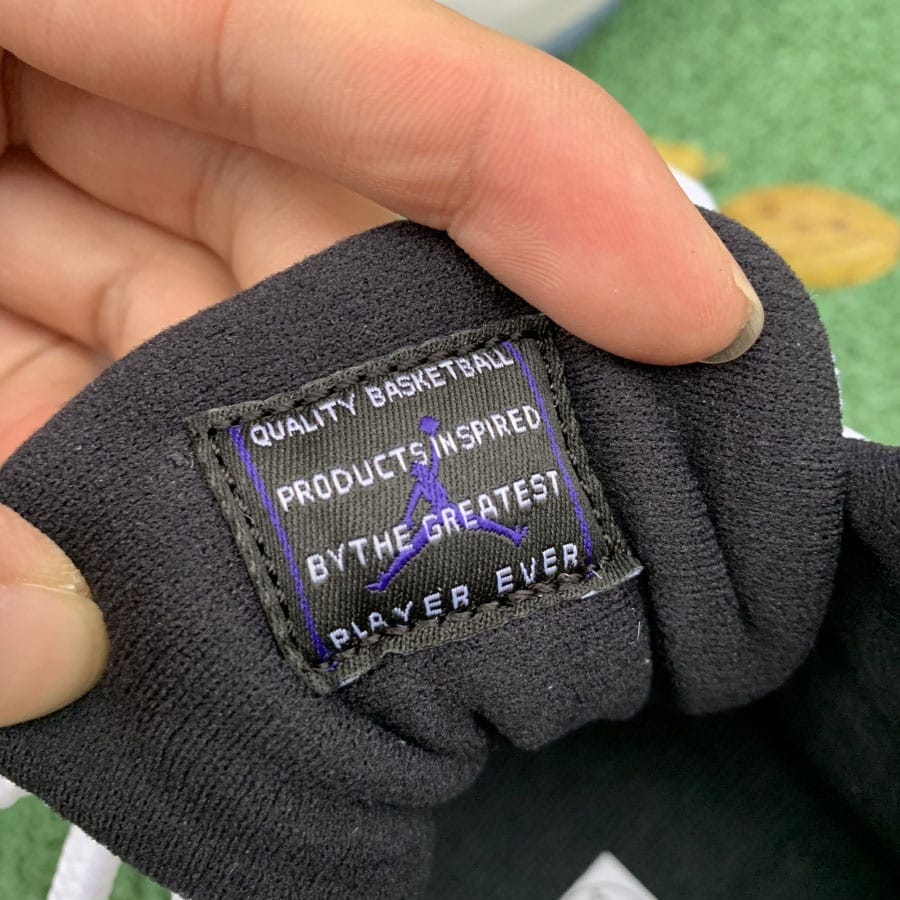 QUALITY BASKETBALL
PRODUCTS INSPIRED
BY THE GREATEST
PLAYER EVER